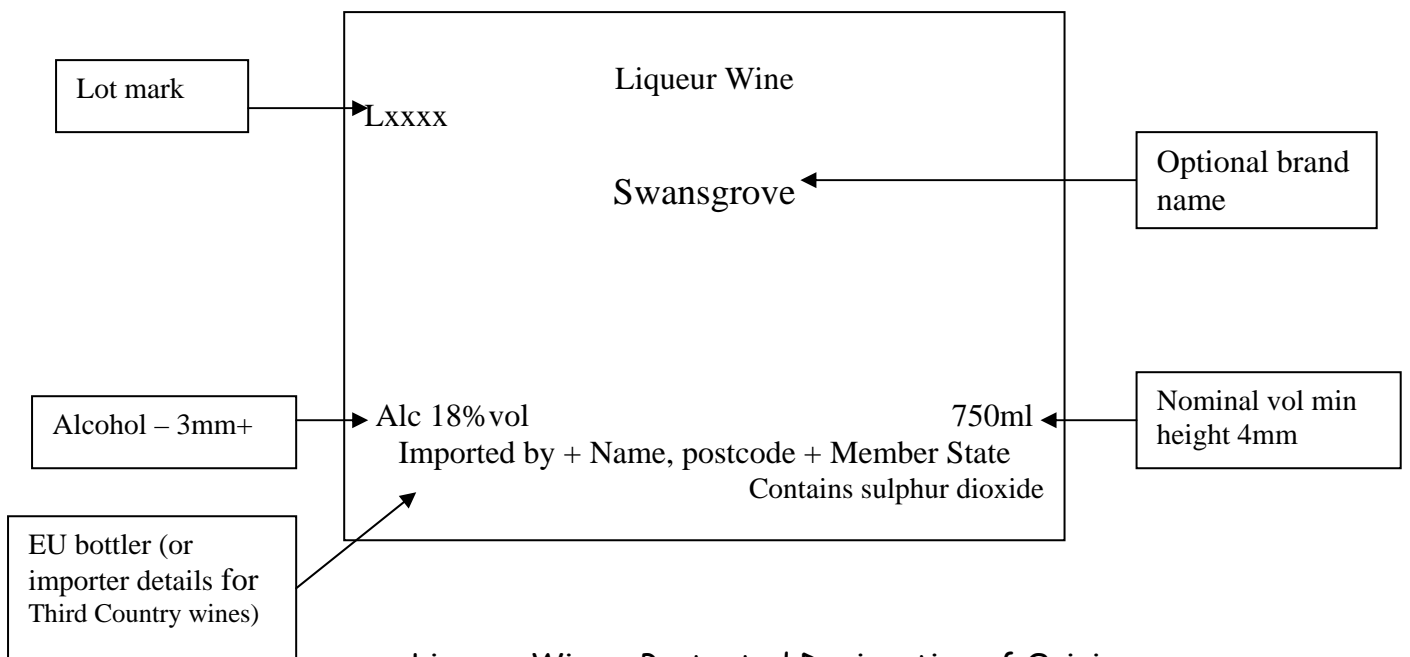 Liqueur Wine
Lot mark
Lxxxx
Optional brand
name
Swansgrove
Alcohol – 3mm+
Alc 18%vol
750ml
Nominal vol min
height 4mm
Imported by + Name, postcode + Member State
Contains sulphur dioxide
EU bottler (or
importer details for
Third Country wines)